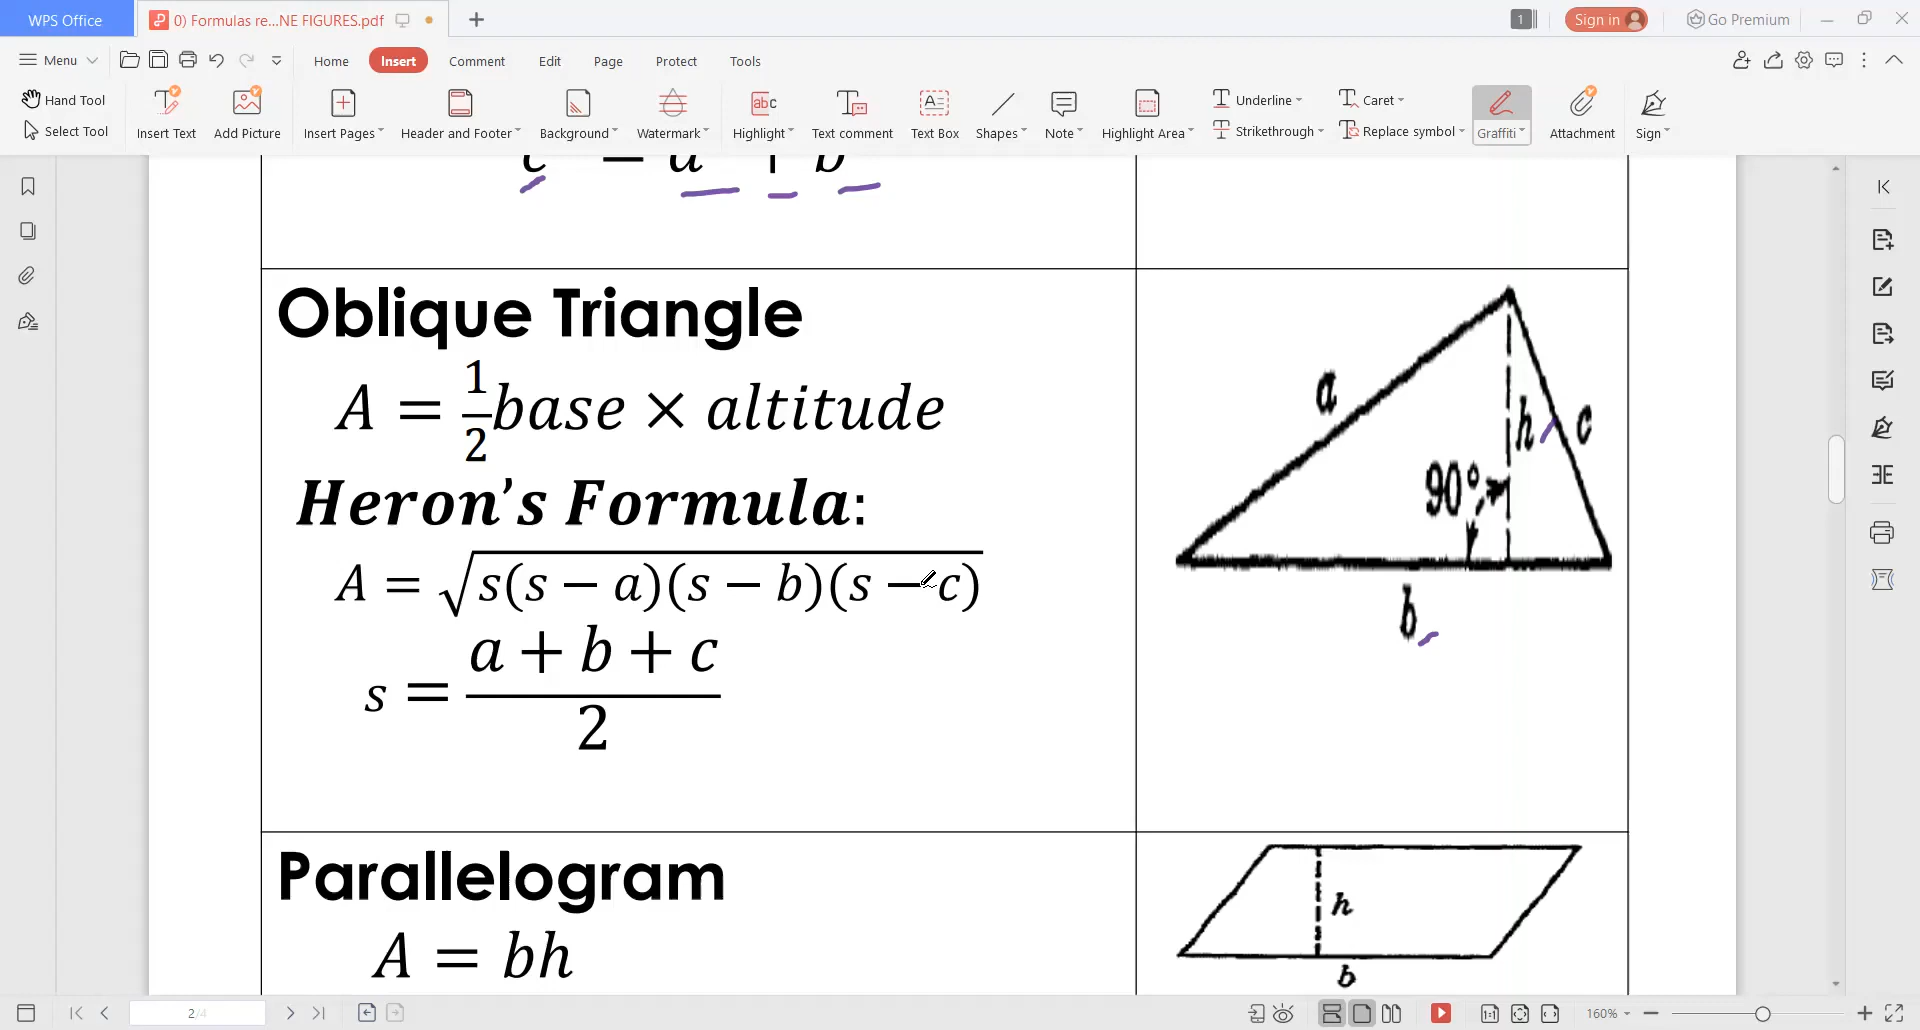 WPS Office
0) Formulas re...NE FIGURES.pdf
1
Sign in
Go Premium
Menu
Home
Insert
Comment
Edit
Page
Protect
Tools
Hand Tool
Select Tool
Insert Text
Add Picture
Insert Pages
Header and Footer
Background
Watermark
Highlight
Text comment
Text Box
Shapes
Note
Highlight Area
Underline
Strikethrough
Caret
Replace symbol
Graffiti
Attachment
Sign
c = a + b
Oblique Triangle
A = 1/2 base × altitude
Heron's Formula:
A = √s(s − a)(s − b)(s − c)
s = a + b + c / 2
a
h
c
90°
b
Parallelogram
A = bh
h
b
2/4
160%